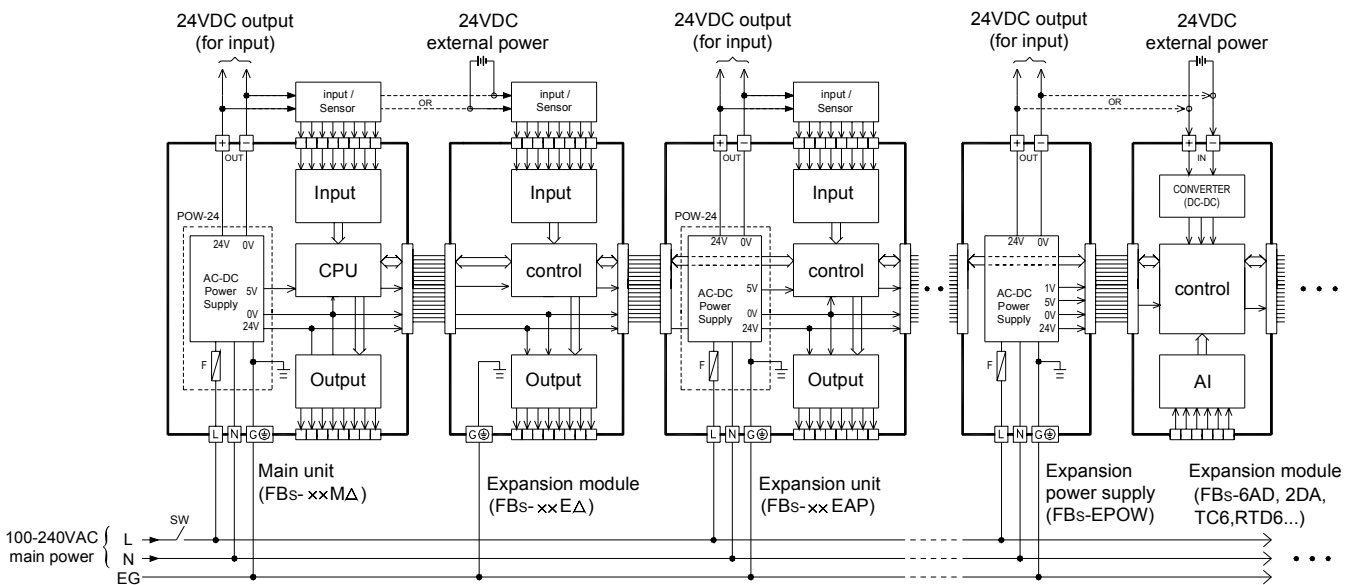 24VDC output
(for input)
24VDC
external power
24VDC output
(for input)
24VDC output
(for input)
24VDC
external power
input /
Sensor
OR
input /
Sensor
input /
Sensor
OR
+ −
OUT
+ −
OUT
+ −
OUT
+ −
IN
POW-24
24V 0V
AC-DC
Power
Supply
5V
0V
24V
F
Input
CPU
Output
Input
control
Output
POW-24
24V 0V
AC-DC
Power
Supply
5V
0V
24V
F
Input
control
Output
24V 0V
AC-DC
Power
Supply
1V
5V
0V
24V
F
CONVERTER
(DC-DC)
control
AI
L N G
G
L N G
L N G
Main unit
(FBs-××MΔ)
Expansion module
(FBs-××EΔ)
Expansion unit
(FBs-××EAP)
Expansion
power supply
(FBs-EPOW)
Expansion module
(FBs-6AD, 2DA,
TC6,RTD6...)
100-240VAC
main power
SW
L
N
EG